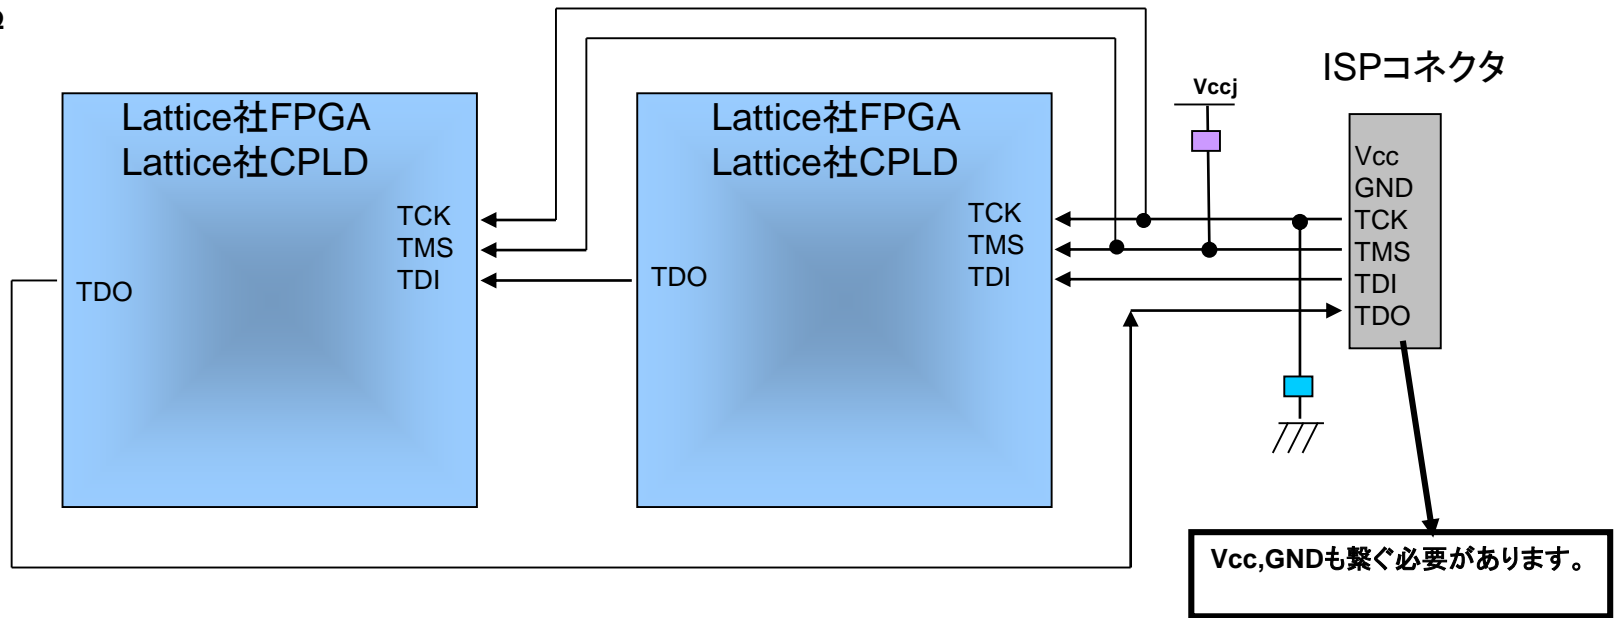 Ω
ISPコネクタ
Vccj
Lattice社FPGA
Lattice社CPLD
TCK
TMS
TDI
TDO
Lattice社FPGA
Lattice社CPLD
TCK
TMS
TDI
TDO
Vcc
GND
TCK
TMS
TDI
TDO
Vcc,GNDも繋ぐ必要があります。